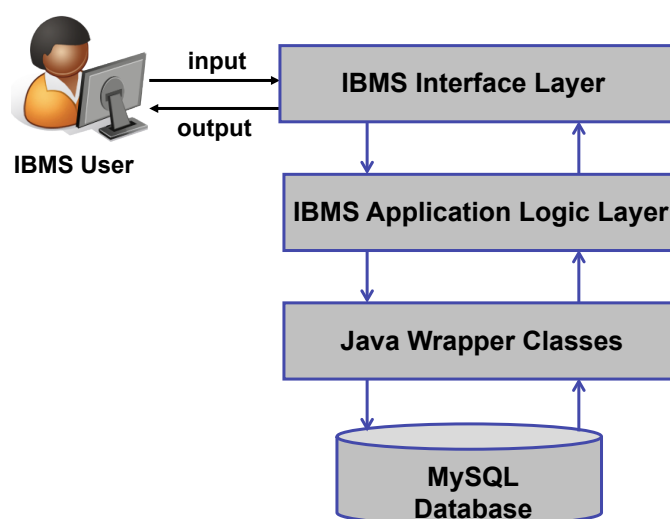 input
IBMS Interface Layer
output
IBMS User
IBMS Application Logic Layer
Java Wrapper Classes
MySQL
Database